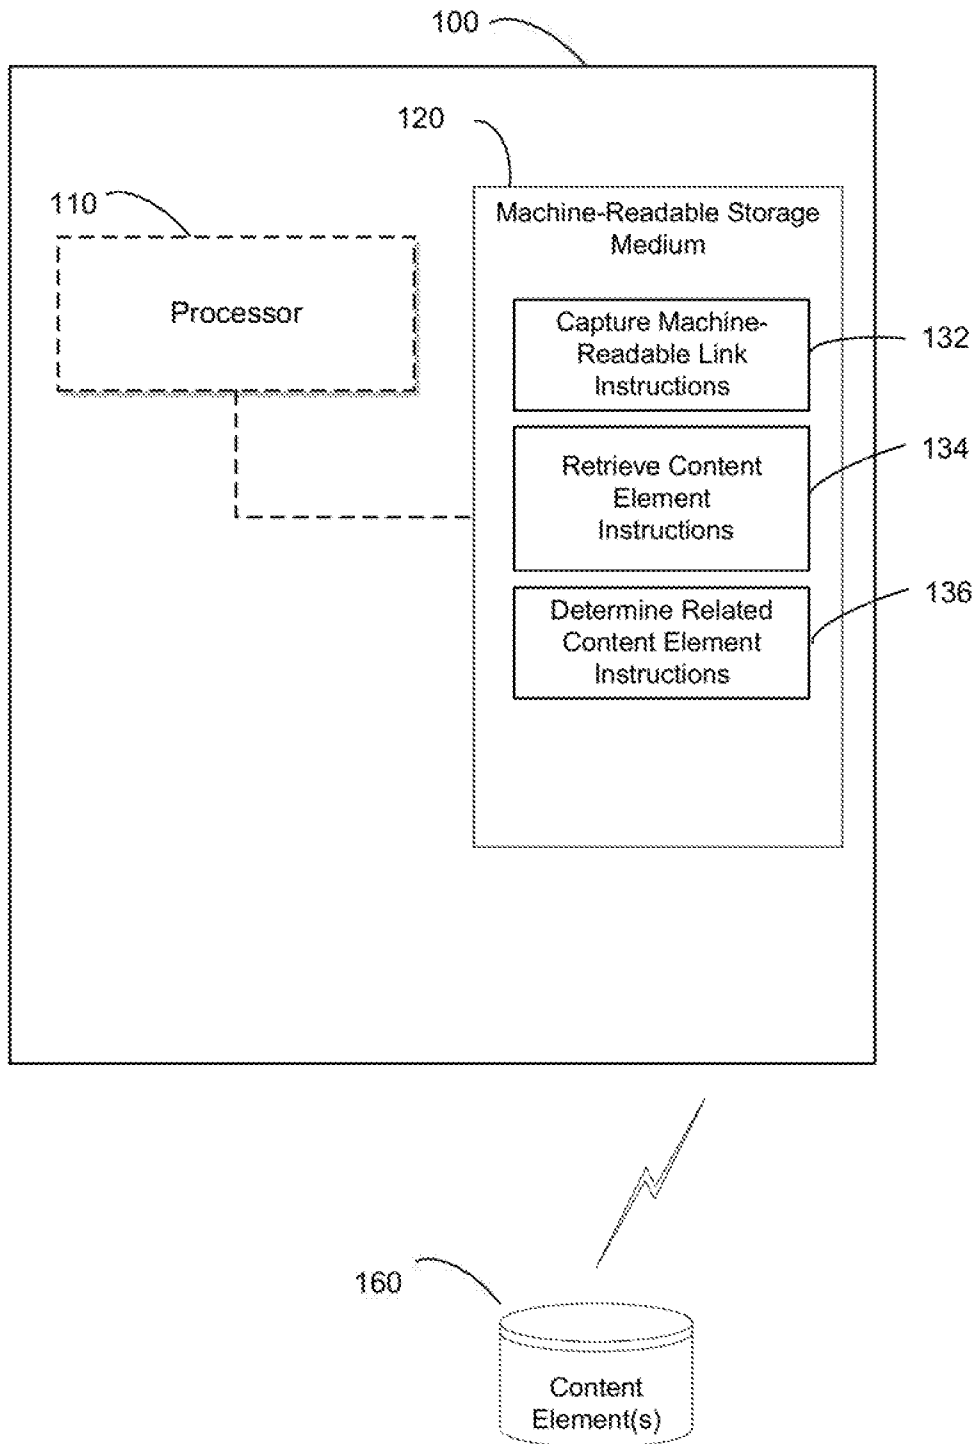 100
120
110
Machine-Readable Storage
Medium
Processor
Capture Machine-
Readable Link
Instructions
132
Retrieve Content
Element
Instructions
134
Determine Related
Content Element
Instructions
136
160
Content
Element(s)